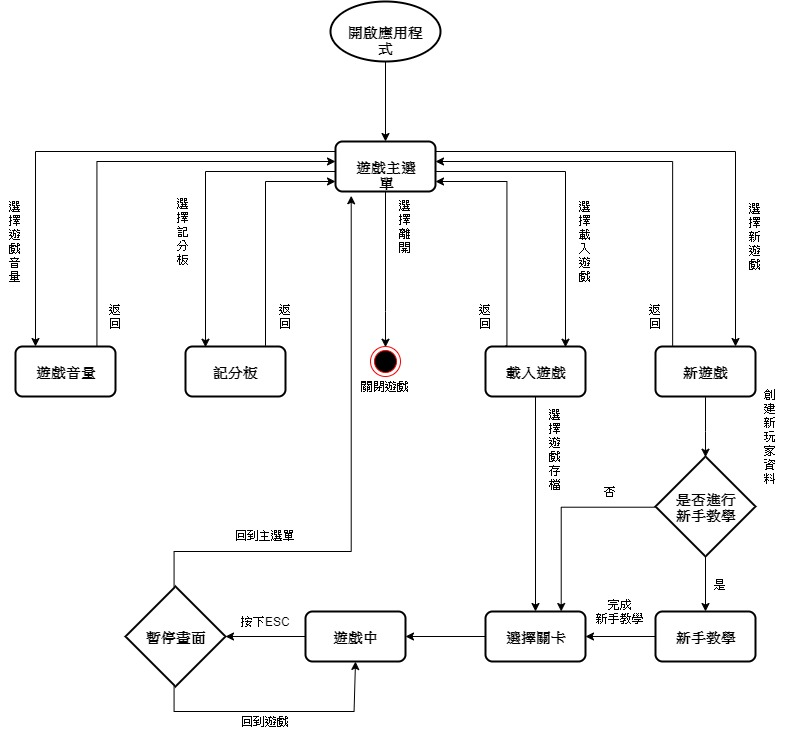 開啟應用程
式
遊戲主選
單
選擇遊戲音量
選擇記分板
選擇離開
選擇載入遊戲
選擇新遊戲
返回
返回
返回
返回
遊戲音量
記分板
關閉遊戲
載入遊戲
新遊戲
創建新玩家資料
選擇遊戲存檔
否
是否進行
新手教學
是
回到主選單
完成
新手教學
按下ESC
暫停畫面
遊戲中
選擇關卡
新手教學
回到遊戲